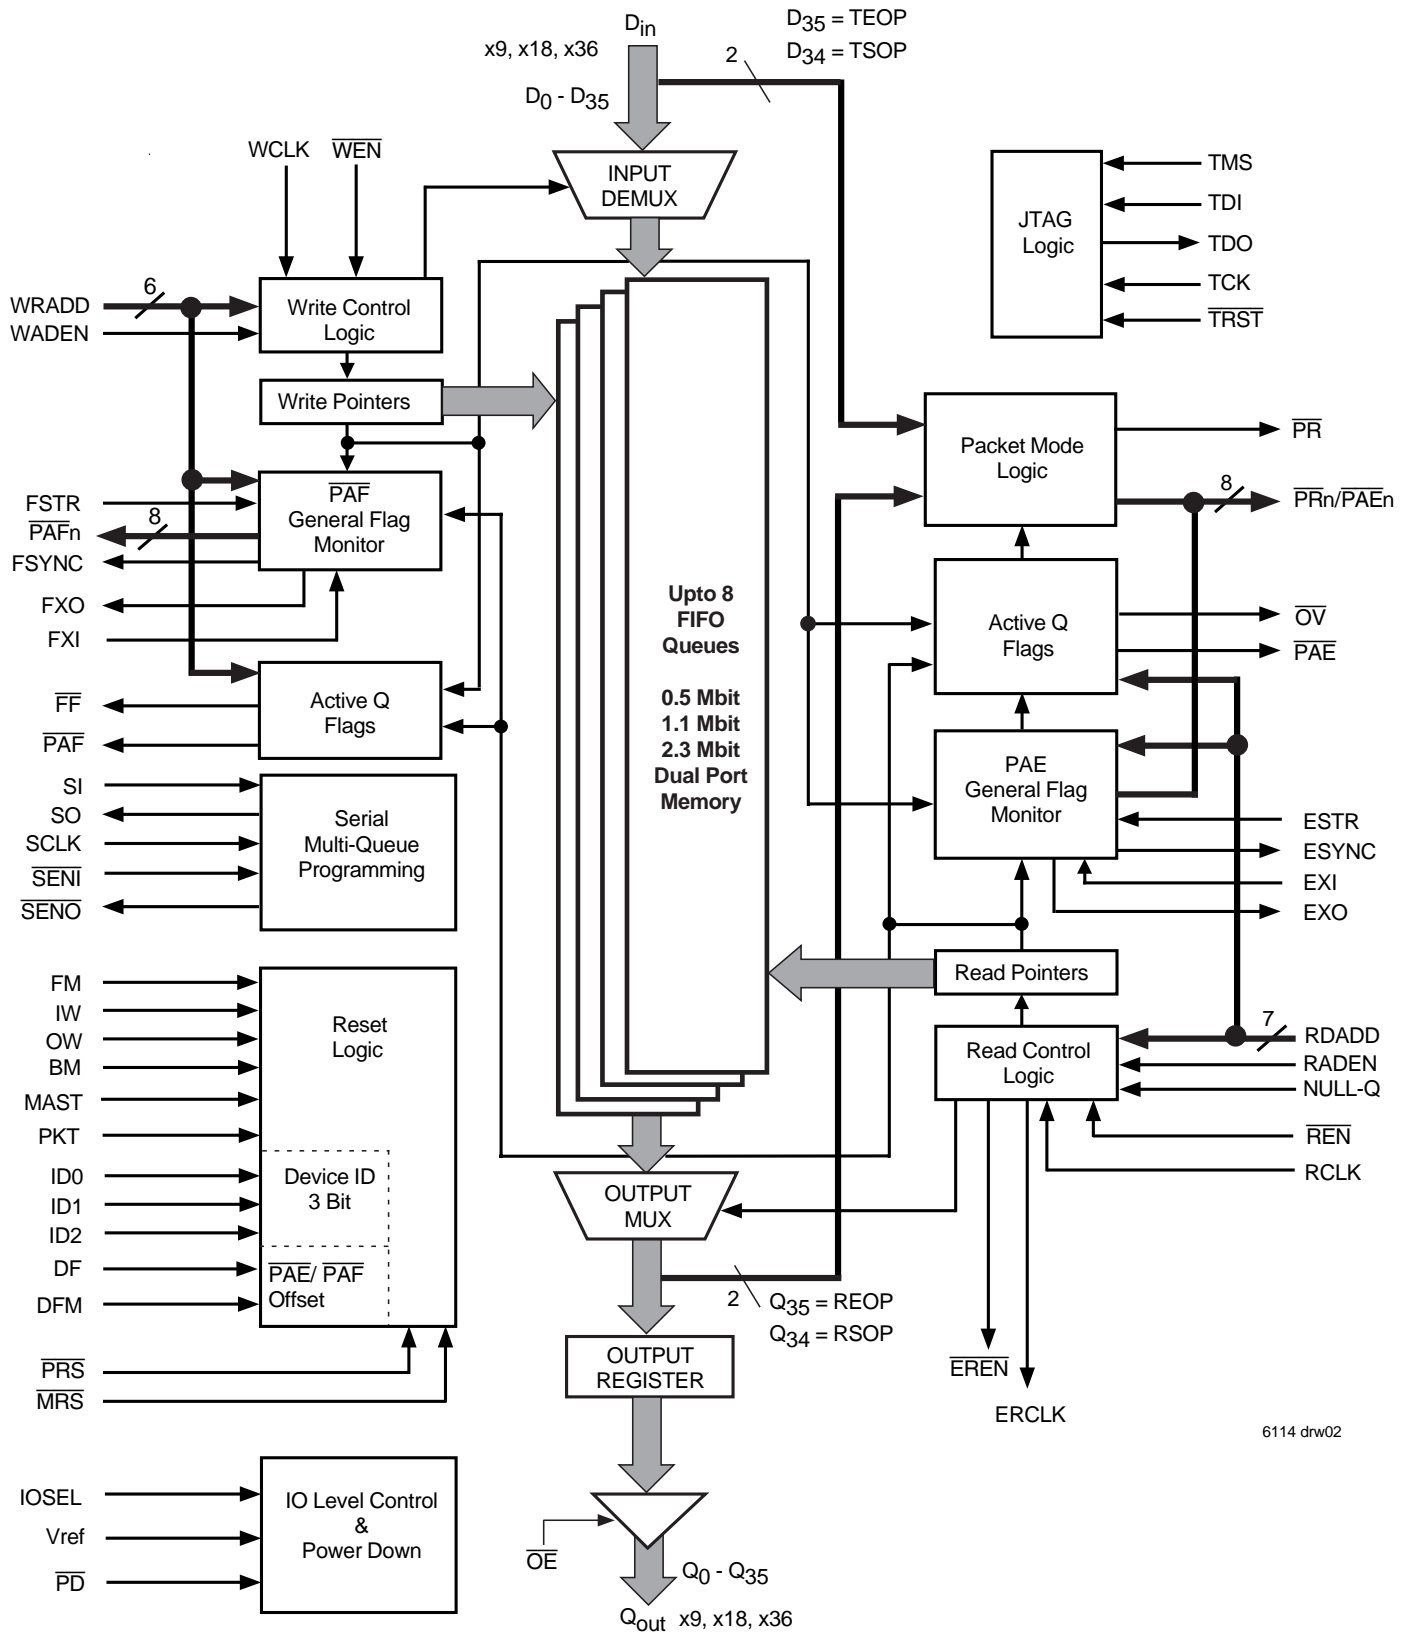 D35 = TEOP
Din
x9, x18, x36
2
D34 = TSOP
D0 - D35
WCLK
WEN
INPUT
DEMUX
JTAG
Logic
TMS
TDI
TDO
TCK
TRST
WRADD
6
WADEN
Write Control
Logic
Write Pointers
FSTR
PAFn
8
FSYNC
FXO
FXI
PAF
General Flag
Monitor
FF
PAF
Active Q
Flags
SI
SO
SCLK
SENI
SENO
Serial
Multi-Queue
Programming
Upto 8
FIFO
Queues
0.5 Mbit
1.1 Mbit
2.3 Mbit
Dual Port
Memory
Packet Mode
Logic
PR
8
PRn/PAEn
Active Q
Flags
OV
PAE
PAE
General Flag
Monitor
ESTR
ESYNC
EXI
EXO
Read Pointers
Read Control
Logic
7
RDADD
RADEN
NULL-Q
REN
RCLK
FM
IW
OW
BM
MAST
PKT
ID0
ID1
ID2
DF
DFM
PRS
MRS
Reset
Logic
Device ID
3 Bit
PAE/ PAF
Offset
OUTPUT
MUX
2
Q35 = REOP
Q34 = RSOP
OUTPUT
REGISTER
EREN
ERCLK
6114 drw02
IOSEL
Vref
PD
IO Level Control
&
Power Down
OE
Q0 - Q35
Qout x9, x18, x36